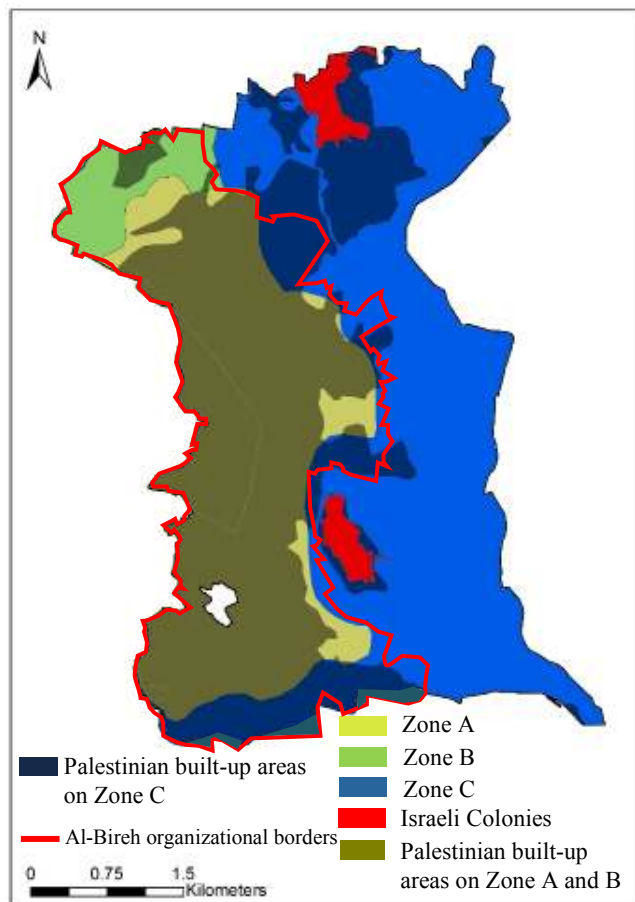 N
Zone A
Zone B
Zone C
Israeli Colonies
Palestinian built-up
areas on Zone A and B
Palestinian built-up areas
on Zone C
Al-Bireh organizational borders
0 0.75 1.5
Kilometers